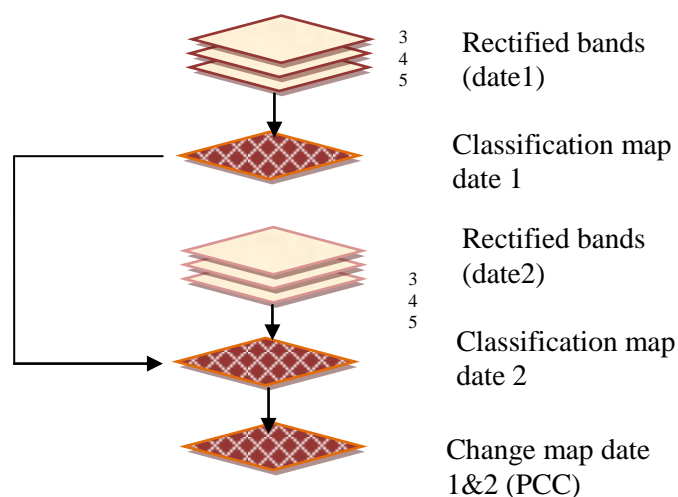 3
4
5
Rectified bands
(date1)
Classification map
date 1
Rectified bands
(date2)
3
4
5
Classification map
date 2
Change map date
1&2 (PCC)